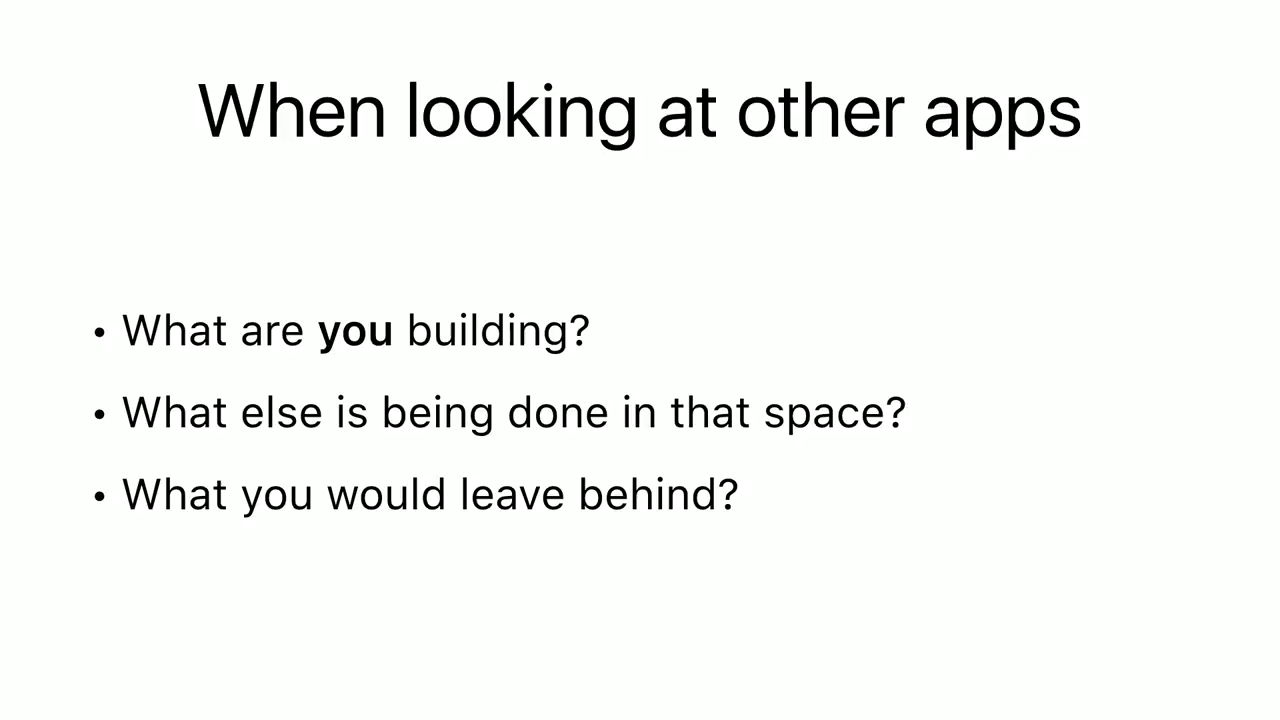 When looking at other apps
• What are you building?
• What else is being done in that space?
• What you would leave behind?